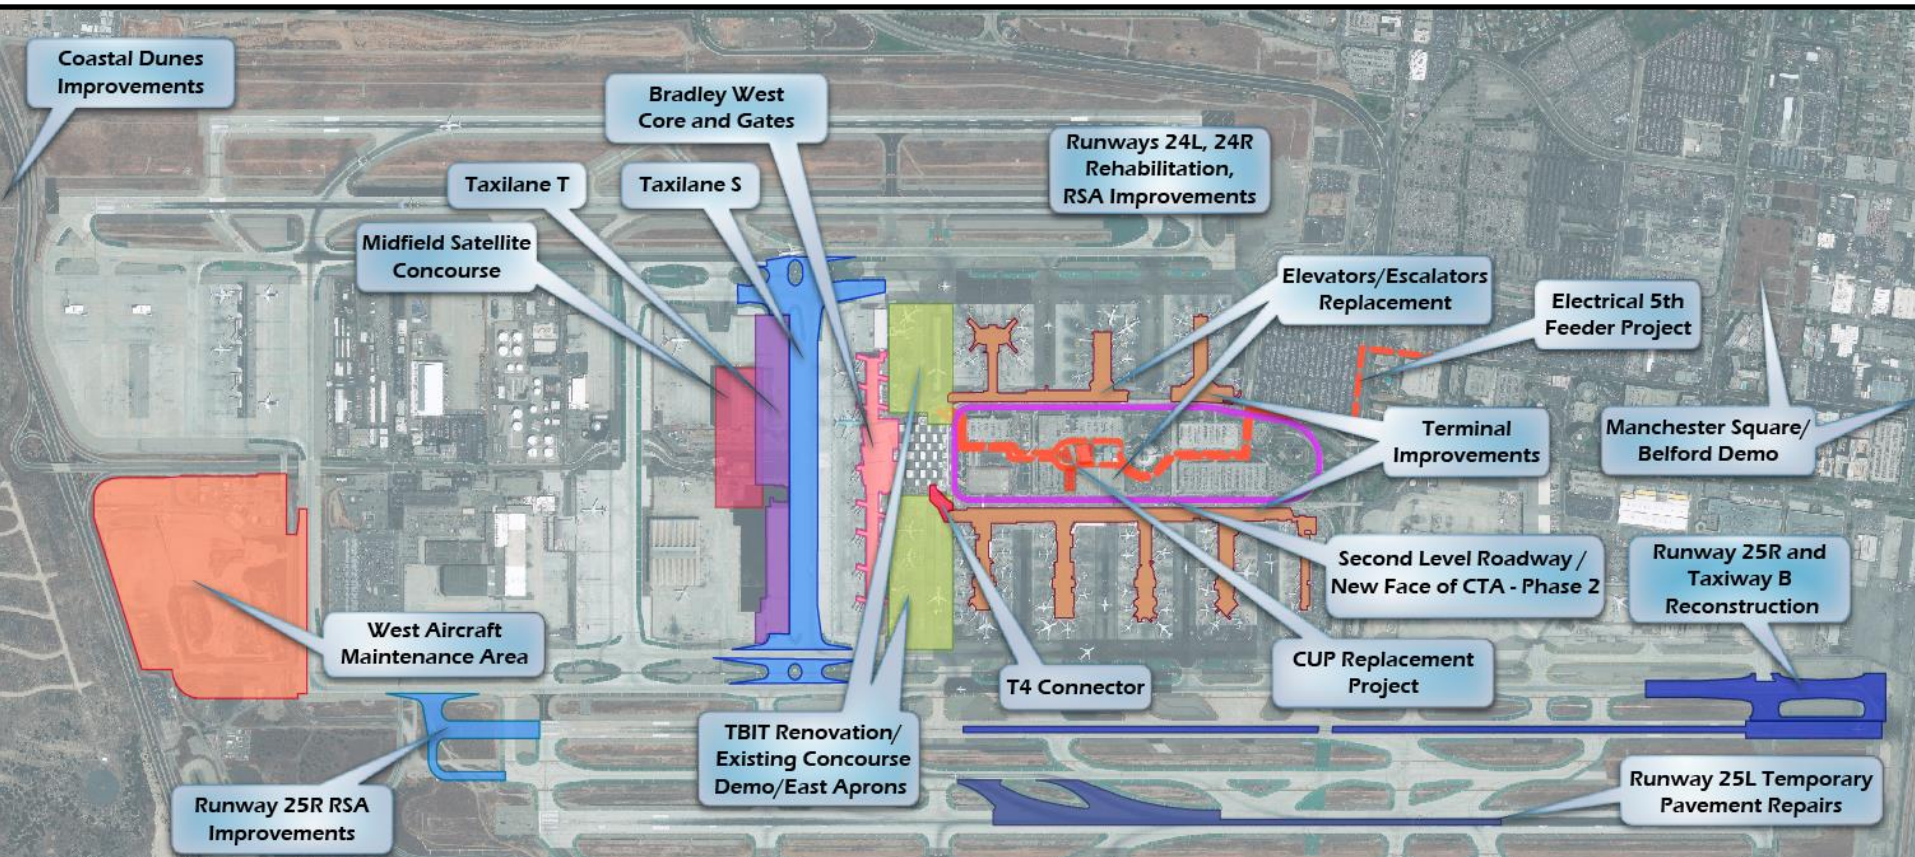 Coastal Dunes
Improvements
Bradley West
Core and Gates
Runways 24L, 24R
Rehabilitation,
RSA Improvements
Taxilane T
Taxilane S
Midfield Satellite
Concourse
Elevators/Escalators
Replacement
Electrical 5th
Feeder Project
Terminal
Improvements
Manchester Square/
Belford Demo
Second Level Roadway /
New Face of CTA - Phase 2
Runway 25R and
Taxiway B
Reconstruction
West Aircraft
Maintenance Area
CUP Replacement
Project
T4 Connector
TBIT Renovation/
Existing Concourse
Demo/East Aprons
Runway 25R RSA
Improvements
Runway 25L Temporary
Pavement Repairs